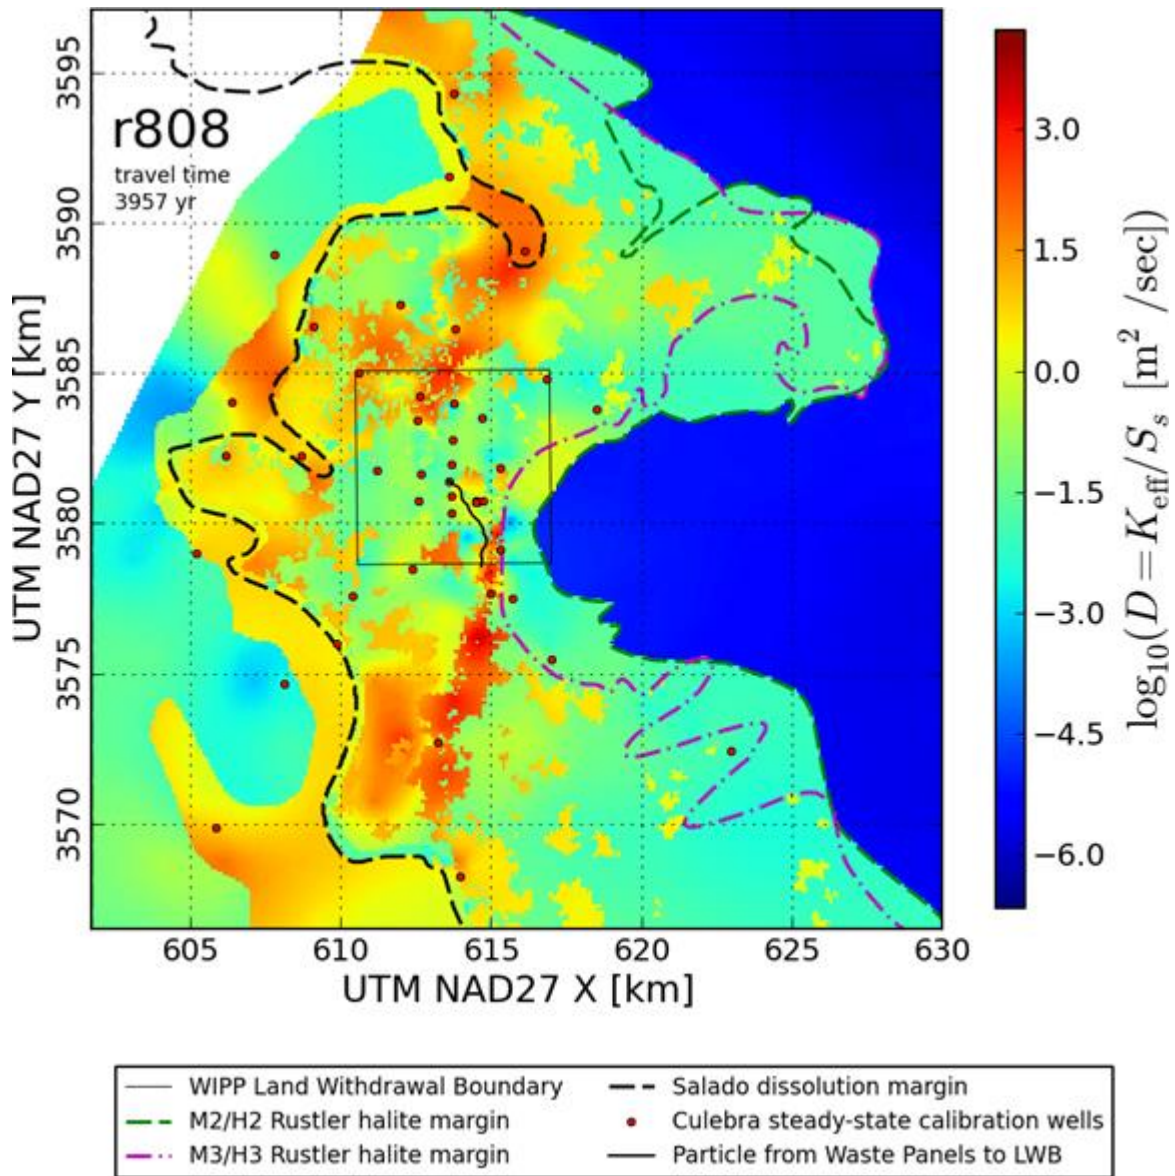 r808
travel time
3957 yr
3595
3590
3585
3580
3575
3570
UTM NAD27 Y [km]
605 610 615 620 625 630
UTM NAD27 X [km]
3.0
1.5
0.0
−1.5
−3.0
−4.5
−6.0
log₁₀(D = K_eff/S_s [m² /sec])
WIPP Land Withdrawal Boundary
M2/H2 Rustler halite margin
M3/H3 Rustler halite margin
Salado dissolution margin
Culebra steady-state calibration wells
Particle from Waste Panels to LWB